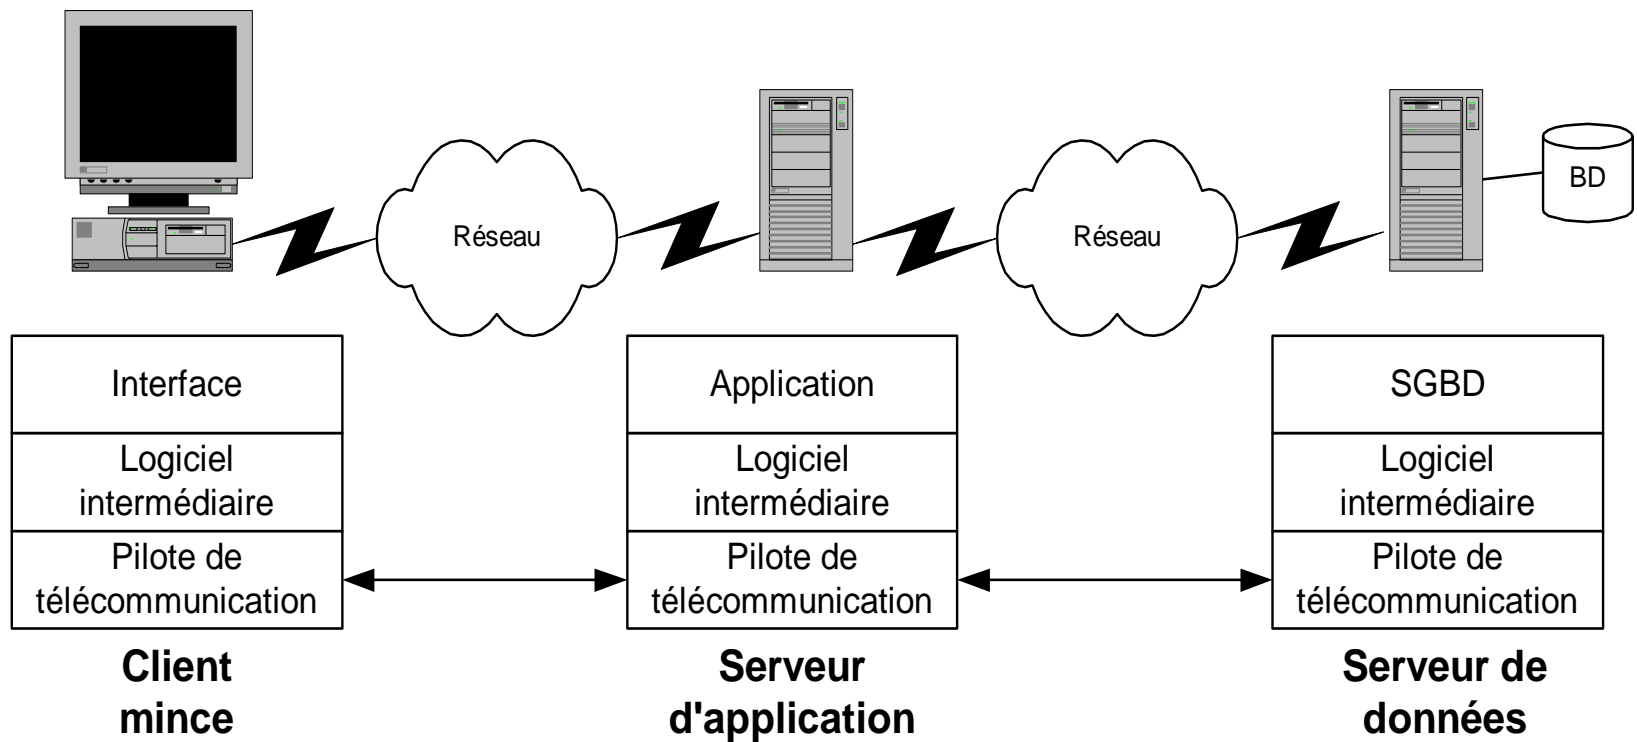 BD
Réseau
Réseau
Interface
Logiciel
intermédiaire
Pilote de
télécommunication
Client
mince
Application
Logiciel
intermédiaire
Pilote de
télécommunication
Serveur
d'application
SGBD
Logiciel
intermédiaire
Pilote de
télécommunication
Serveur de
données